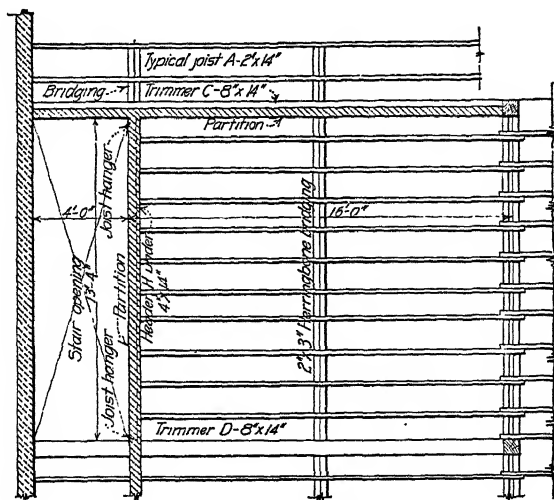 Typical joist A-2"x14"
Bridging
Trimmer C-8"x14"
Partition
4'-0"
16'-0"
Stair opening
13'-4"
Joist hanger
Joist hanger
Partition
Header H under
4"x14"
2"x3" Herringbone bridging
Trimmer D-8"x14"